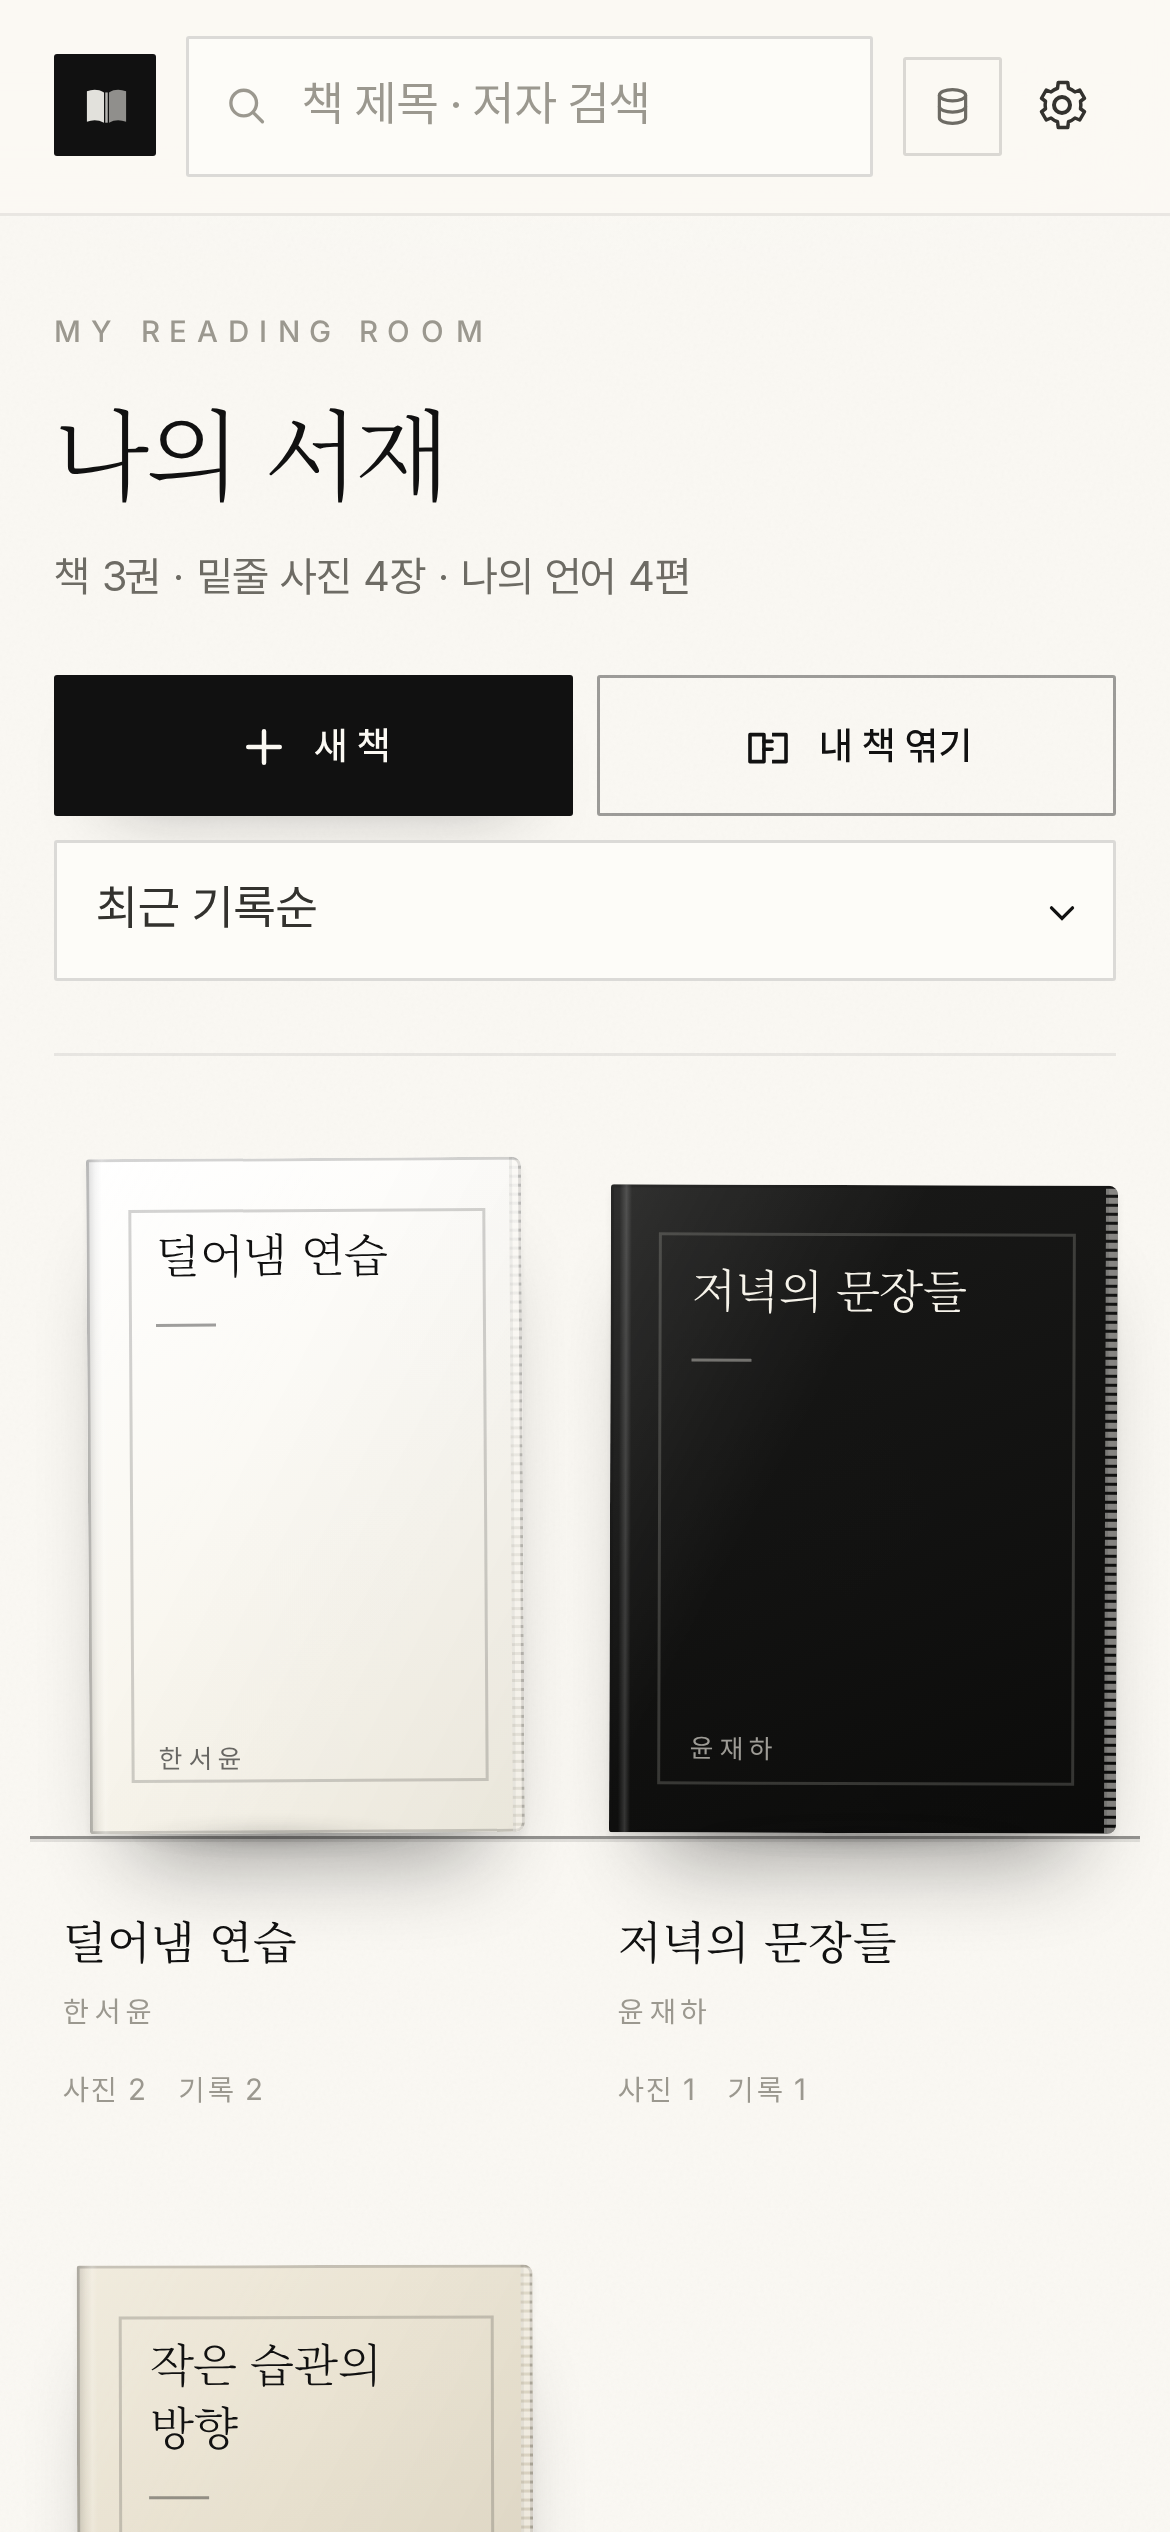 책 제목 · 저자 검색
MY READING ROOM
나의 서재
책 3권 · 밑줄 사진 4장 · 나의 언어 4편
새 책
내 책 엮기
최근 기록순
덜어냄 연습
한서윤
저녁의 문장들
윤재하
덜어냄 연습
한서윤
사진 2 기록 2
저녁의 문장들
윤재하
사진 1 기록 1
작은 습관의
방향